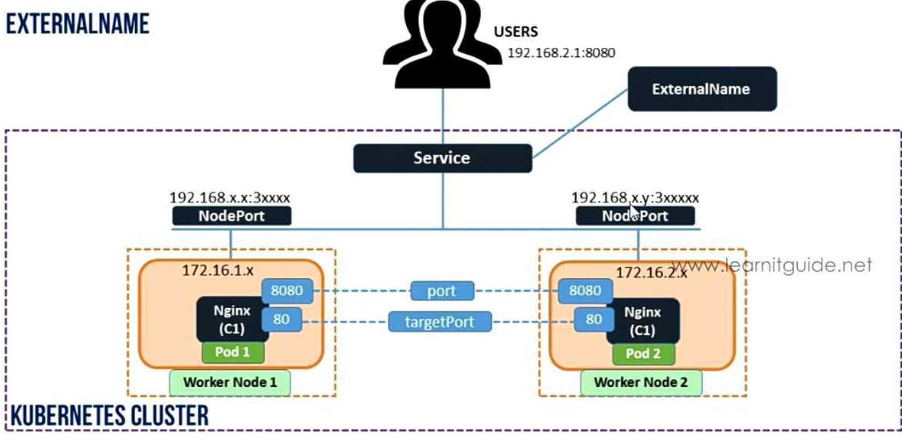 EXTERNALNAME
USERS
192.168.2.1:8080
ExternalName
Service
192.168.x.x:3xxxx
NodePort
192.168.x.y:3xxxxx
NodePort
172.16.1.x
172.16.2.x
www.learnitguide.net
8080
port
8080
Nginx
(C1)
80
targetPort
80
Nginx
(C1)
Pod 1
Pod 2
Worker Node 1
Worker Node 2
KUBERNETES CLUSTER